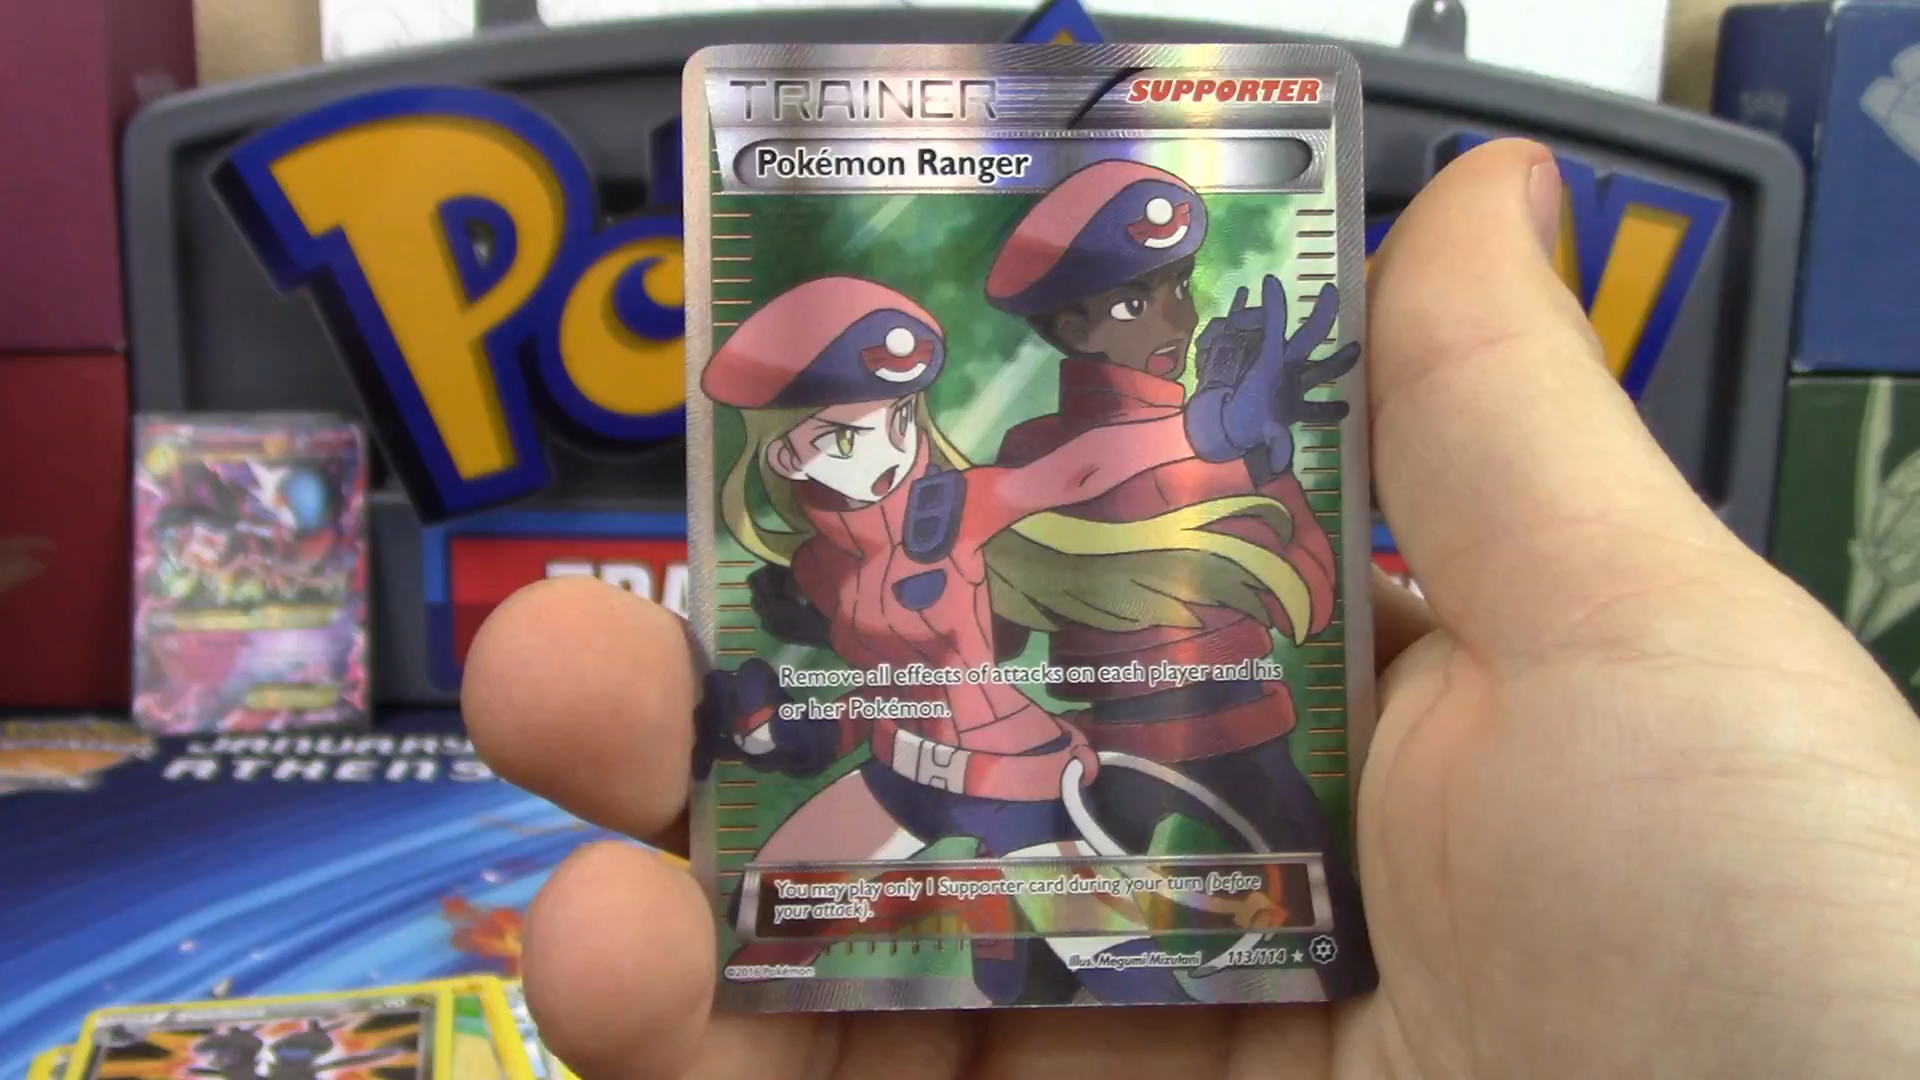 TRAINER SUPPORTER
Pokémon Ranger
Remove all effects of attacks on each player and his
or her Pokémon.
You may play only 1 Supporter card during your turn (before
your attack).
©2016 Pokémon
Illus. Megumi Mizutani 113/114
JANUARY
ATHENS